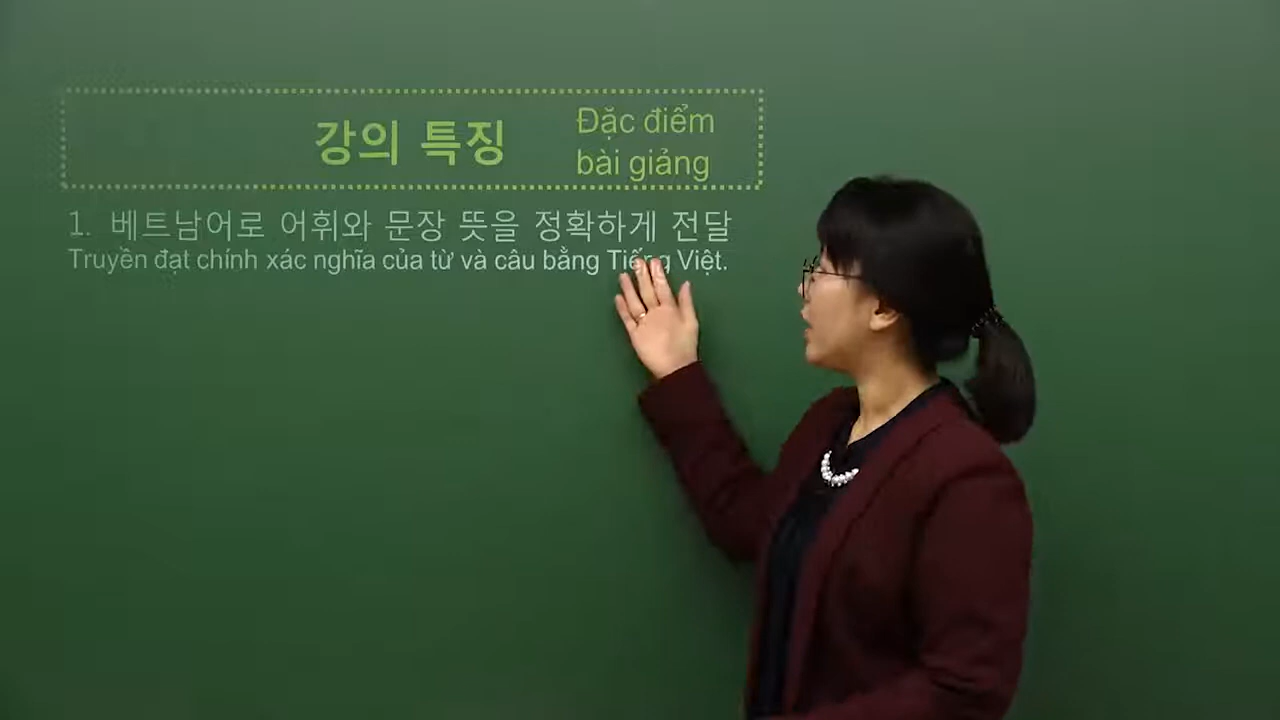 강의 특징
Đặc điểm
bài giảng
1. 베트남어로 어휘와 문장 뜻을 정확하게 전달
Truyền đạt chính xác nghĩa của từ và câu bằng Tiếng Việt.